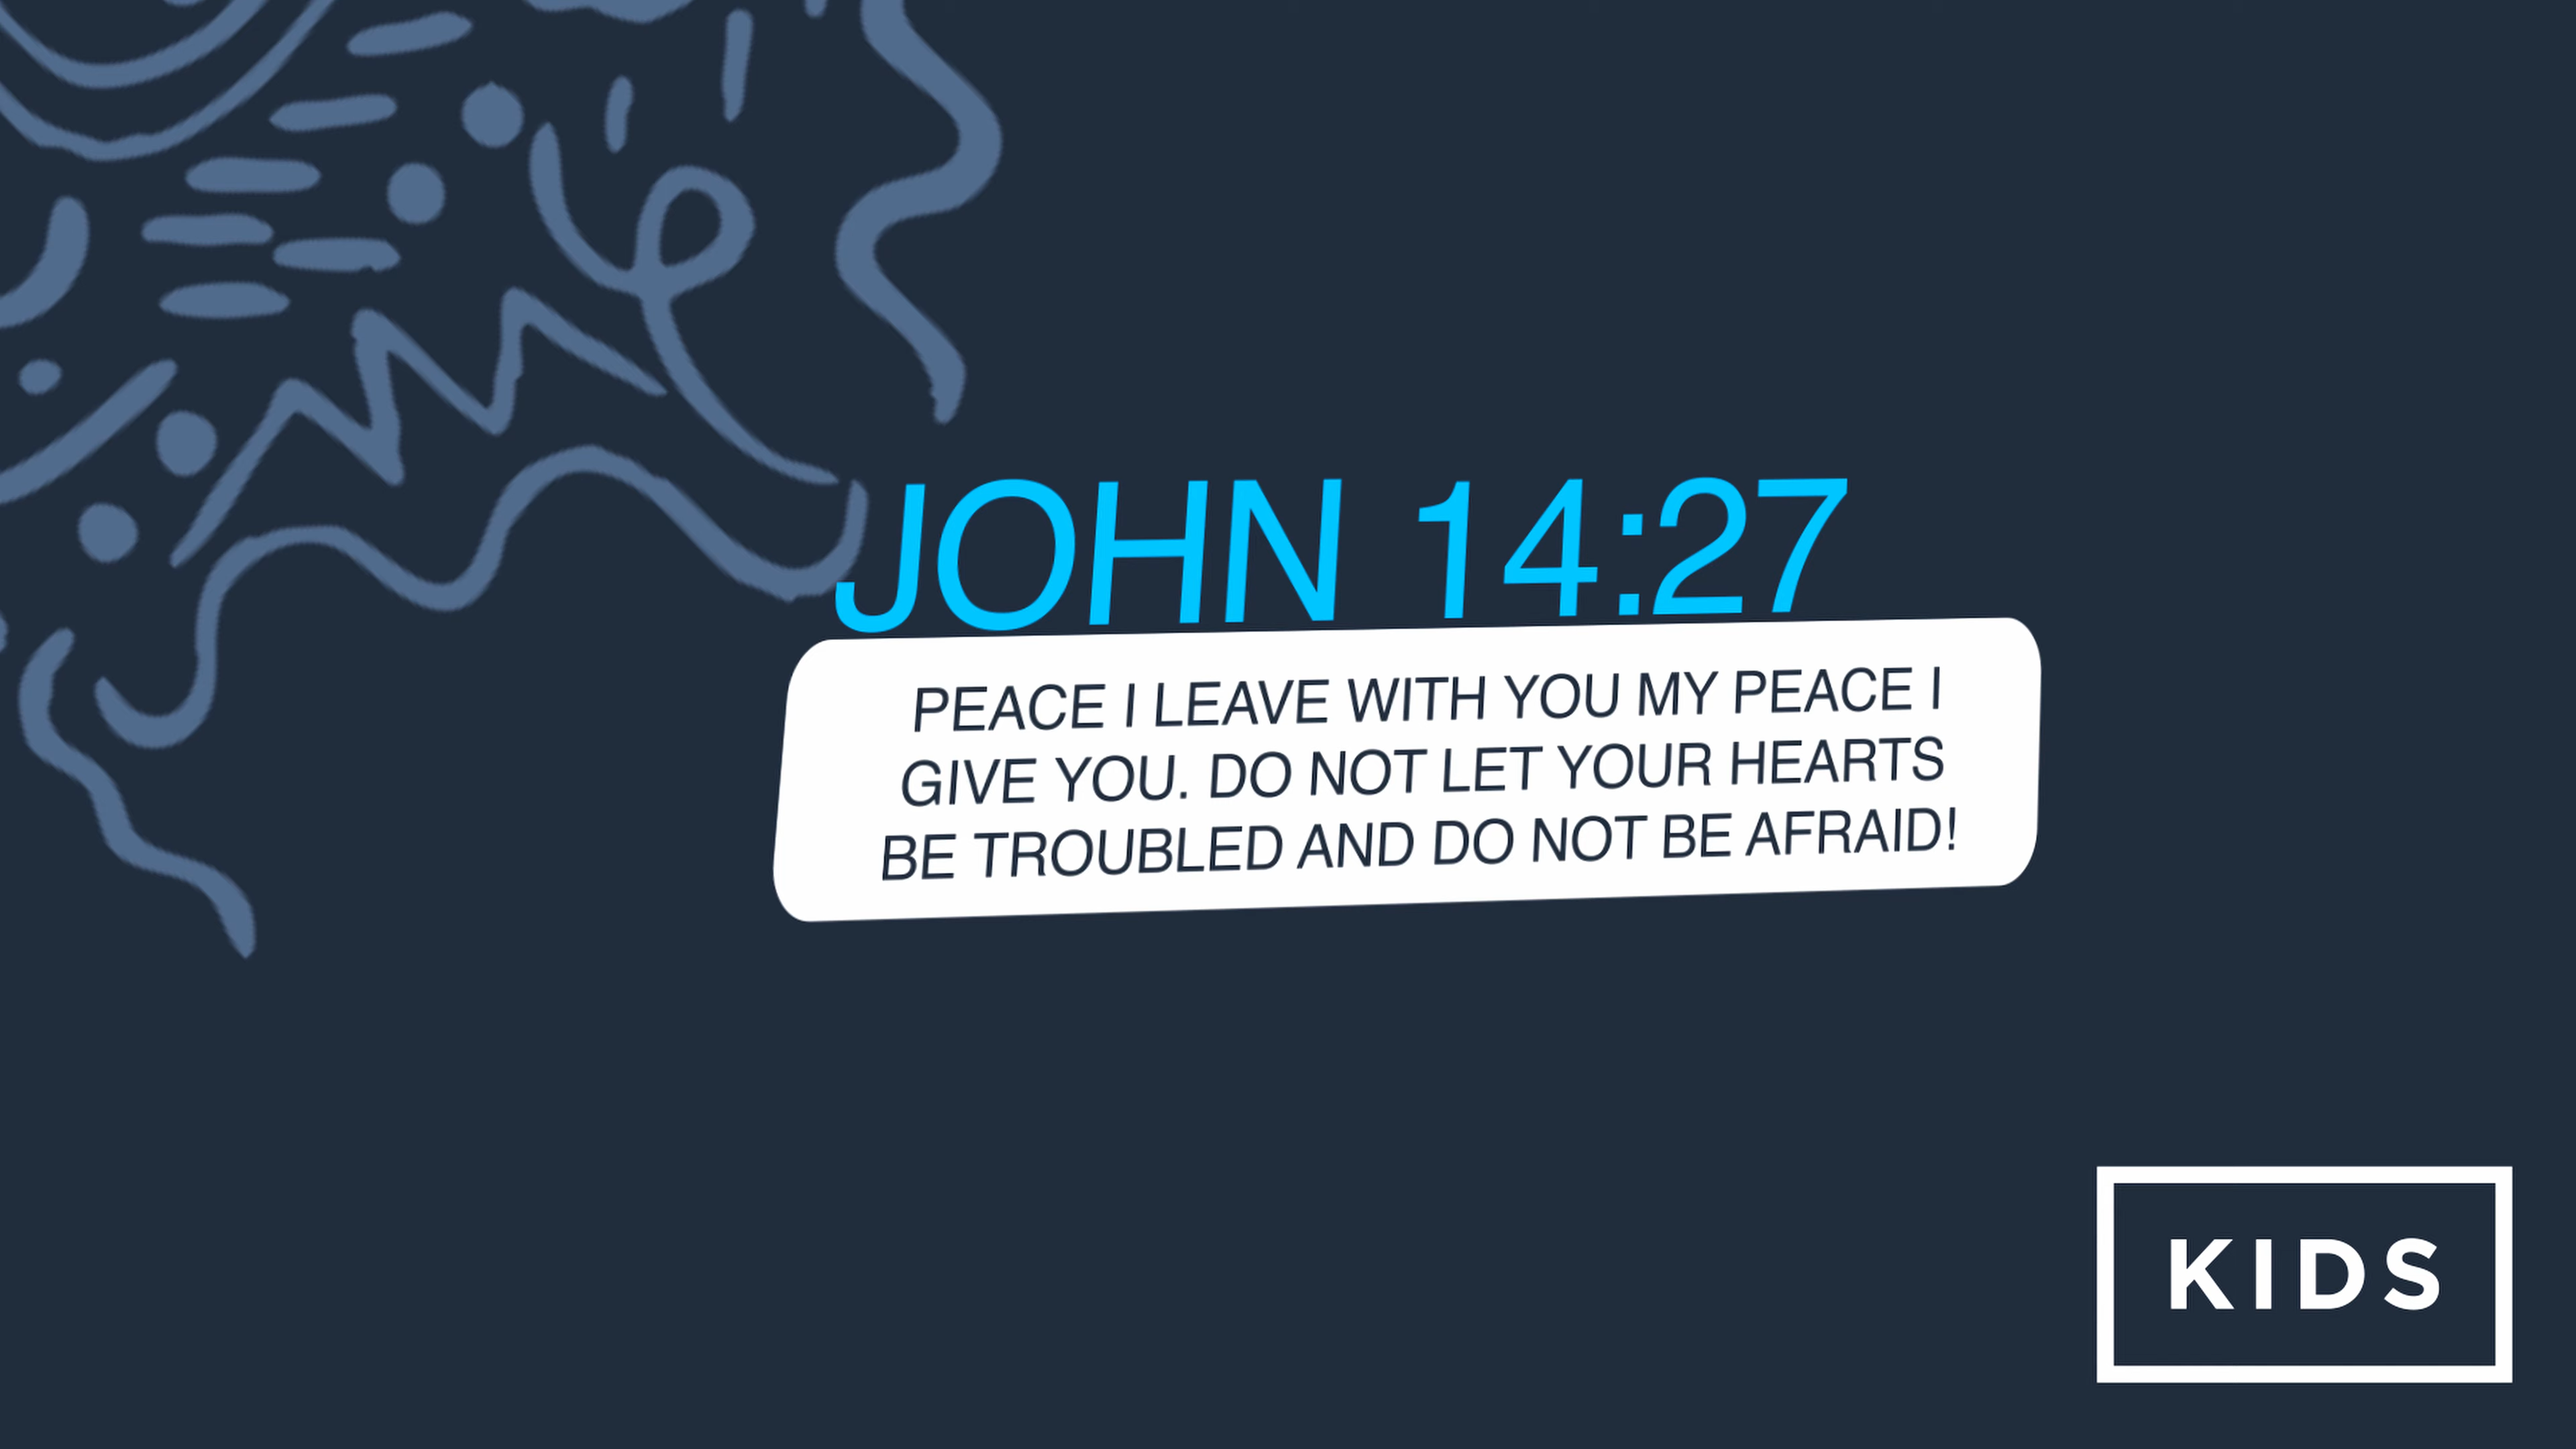 JOHN 14:27
PEACE I LEAVE WITH YOU MY PEACE I
GIVE YOU. DO NOT LET YOUR HEARTS
BE TROUBLED AND DO NOT BE AFRAID!
KIDS